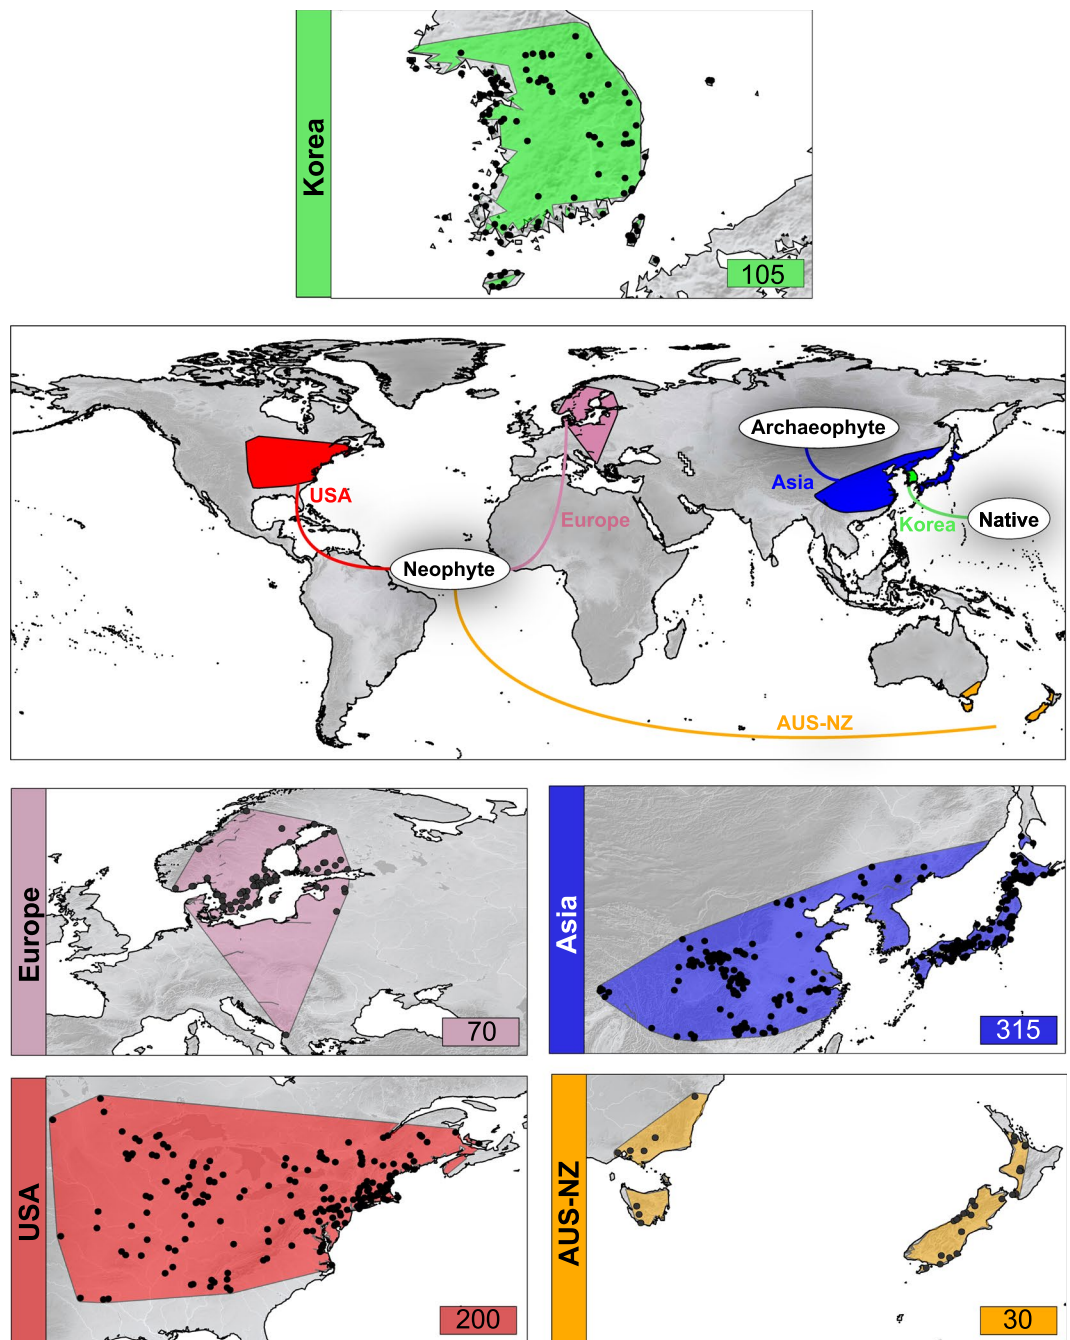 Korea
105
Archaeophyte
Asia
USA
Europe
Korea
Native
Neophyte
AUS-NZ
Europe
70
Asia
315
USA
200
AUS-NZ
30